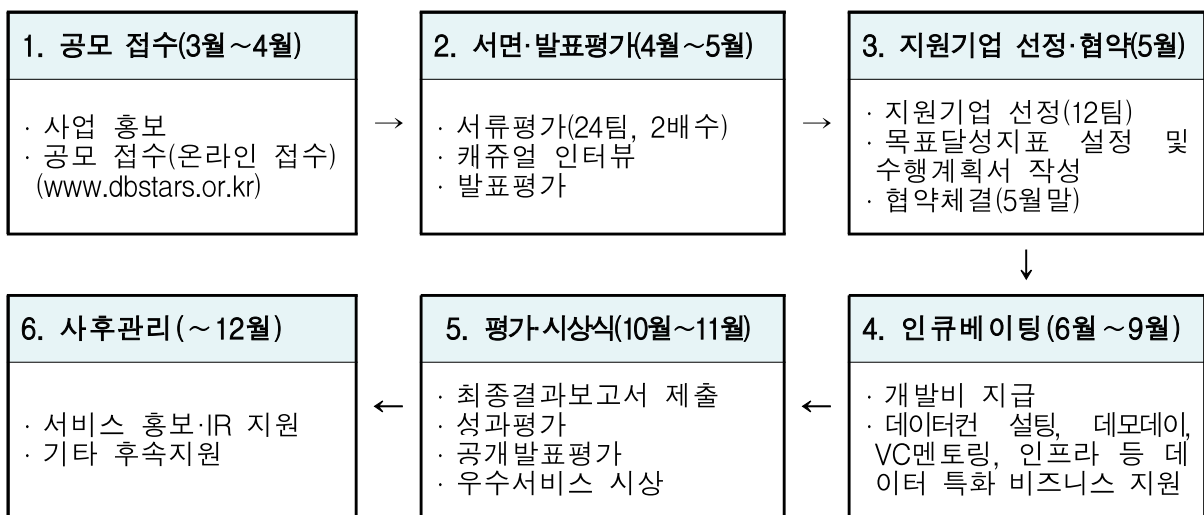 1. 공모 접수(3월～4월)
· 사업 홍보
· 공모 접수(온라인 접수)
(www.dbstars.or.kr)
→
2. 서면·발표평가(4월～5월)
· 서류평가(24팀, 2배수)
· 캐쥬얼 인터뷰
· 발표평가
→
3. 지원기업 선정·협약(5월)
· 지원기업 선정(12팀)
· 목표달성지표 설정 및
수행계획서 작성
· 협약체결(5월말)
↓
4. 인큐베이팅(6월～9월)
· 개발비 지급
· 데이터컨 설팅, 데모데이,
VC멘토링, 인프라 등 데
이터 특화 비즈니스 지원
←
5. 평가·시상식(10월～11월)
· 최종결과보고서 제출
· 성과평가
· 공개발표평가
· 우수서비스 시상
←
6. 사후관리(～12월)
· 서비스 홍보·IR 지원
· 기타 후속지원